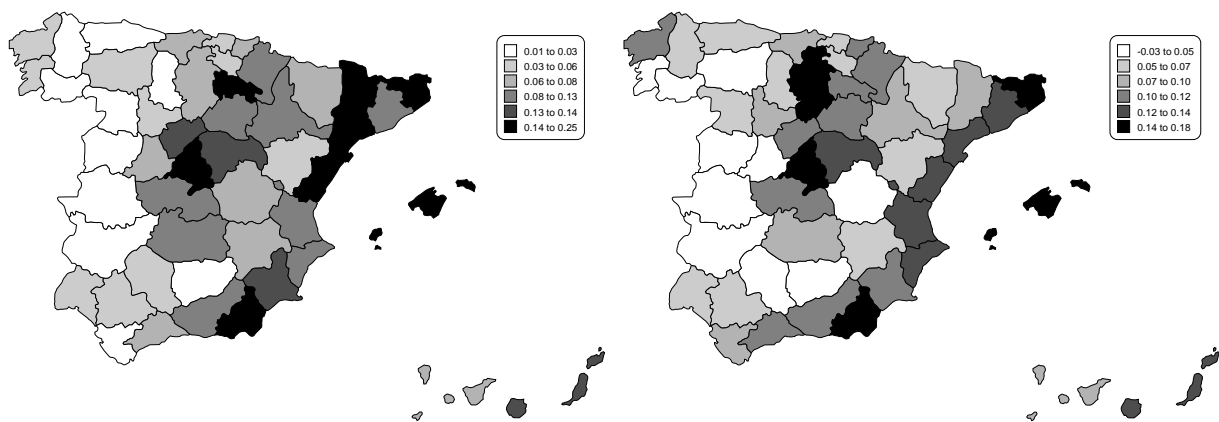 0.01 to 0.03
0.03 to 0.06
0.06 to 0.08
0.08 to 0.13
0.13 to 0.14
0.14 to 0.25
-0.03 to 0.05
0.05 to 0.07
0.07 to 0.10
0.10 to 0.12
0.12 to 0.14
0.14 to 0.18